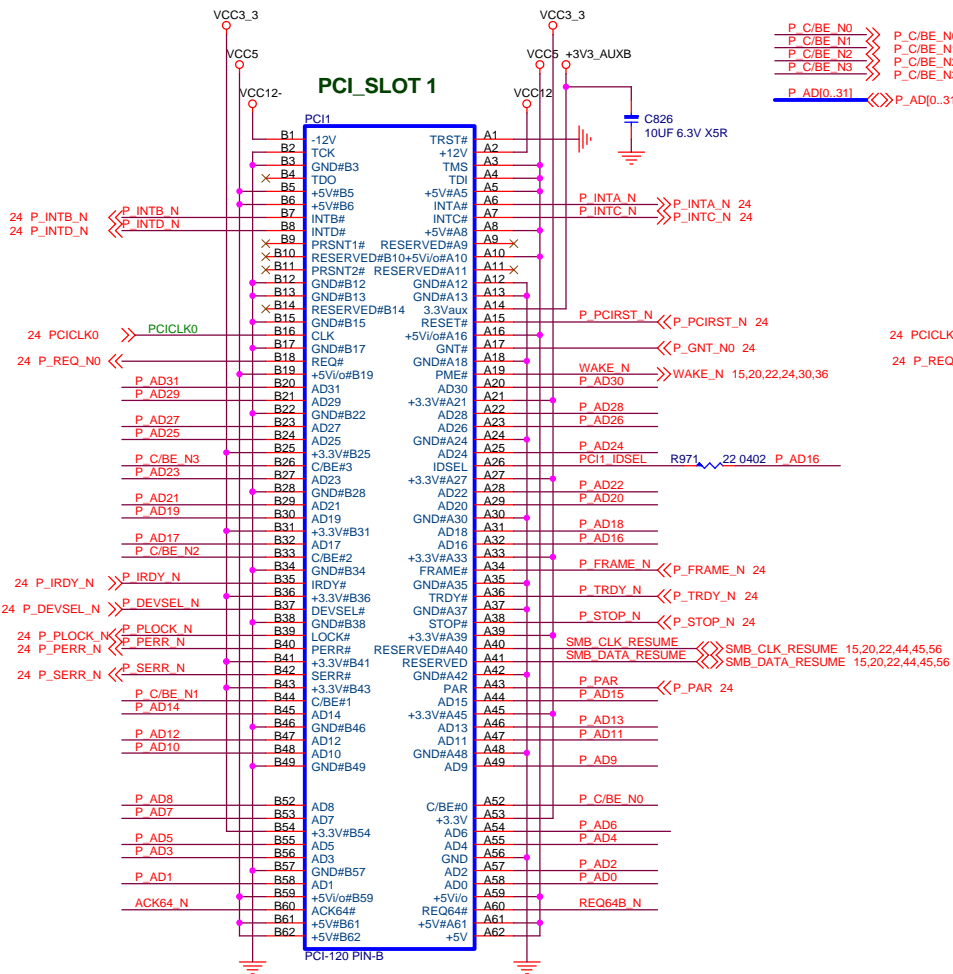 VCC3_3 VCC3_3
VCC5 VCC5 +3V3_AUXB
VCC12- VCC12
PCI_SLOT 1
P_C/BE_N0 P_C/BE_N
P_C/BE_N1 P_C/BE_N
P_C/BE_N2 P_C/BE_N
P_C/BE_N3 P_C/BE_N
P_AD[0..31] P_AD[0..31
C826
10UF 6.3V X5R
PCI1
B1 -12V TRST# A1
B2 TCK +12V A2
B3 GND#B3 TMS A3
B4 TDO TDI A4
B5 +5V#B5 +5V#A5 A5
B6 +5V#B6 INTA# A6 P_INTA_N P_INTA_N 24
24 P_INTB_N P_INTB_N B7 INTB# INTC# A7 P_INTC_N P_INTC_N 24
24 P_INTD_N P_INTD_N B8 INTD# +5V#A8 A8
B9 PRSNT1# RESERVED#A9 A9
B10 RESERVED#B10 +5Vi/o#A10 A10
B11 PRSNT2# RESERVED#A11 A11
B12 GND#B12 GND#A12 A12
B13 GND#B13 GND#A13 A13
B14 RESERVED#B14 3.3Vaux A14
B15 GND#B15 RESET# A15 P_PCIRST_N P_PCIRST_N 24
24 PCICLK0 PCICLK0 B16 CLK +5Vi/o#A16 A16 24 PCICLK
B17 GND#B17 GNT# A17 P_GNT_N0 24
24 P_REQ_N0 B18 REQ# GND#A18 A18 24 P_REQ
B19 +5Vi/o#B19 PME# A19 WAKE_N WAKE_N 15,20,22,24,30,36
P_AD31 B20 AD31 AD30 A20 P_AD30
P_AD29 B21 AD29 +3.3V#A21 A21
B22 GND#B22 AD28 A22 P_AD28
P_AD27 B23 AD27 AD26 A23 P_AD26
P_AD25 B24 AD25 GND#A24 A24
B25 +3.3V#B25 AD24 A25 P_AD24
P_C/BE_N3 B26 C/BE#3 IDSEL A26 PCI1_IDSEL R971 22 0402 P_AD16
P_AD23 B27 AD23 +3.3V#A27 A27
B28 GND#B28 AD22 A28 P_AD22
P_AD21 B29 AD21 AD20 A29 P_AD20
P_AD19 B30 AD19 GND#A30 A30
B31 +3.3V#B31 AD18 A31 P_AD18
P_AD17 B32 AD17 AD16 A32 P_AD16
P_C/BE_N2 B33 C/BE#2 +3.3V#A33 A33
B34 GND#B34 FRAME# A34 P_FRAME_N P_FRAME_N 24
24 P_IRDY_N P_IRDY_N B35 IRDY# GND#A35 A35
B36 +3.3V#B36 TRDY# A36 P_TRDY_N P_TRDY_N 24
24 P_DEVSEL_N P_DEVSEL_N B37 DEVSEL# GND#A37 A37
B38 GND#B38 STOP# A38 P_STOP_N P_STOP_N 24
24 P_PLOCK_N P_PLOCK_N B39 LOCK# +3.3V#A39 A39
24 P_PERR_N P_PERR_N B40 PERR# RESERVED#A40 A40 SMB_CLK_RESUME SMB_CLK_RESUME 15,20,22,44,45,56
B41 +3.3V#B41 RESERVED A41 SMB_DATA_RESUME SMB_DATA_RESUME 15,20,22,44,45,56
24 P_SERR_N P_SERR_N B42 SERR# GND#A42 A42
B43 +3.3V#B43 PAR A43 P_PAR P_PAR 24
P_C/BE_N1 B44 C/BE#1 AD15 A44 P_AD15
P_AD14 B45 AD14 +3.3V#A45 A45
B46 GND#B46 AD13 A46 P_AD13
P_AD12 B47 AD12 AD11 A47 P_AD11
P_AD10 B48 AD10 GND#A48 A48
B49 GND#B49 AD9 A49 P_AD9
P_AD8 B52 AD8 C/BE#0 A52 P_C/BE_N0
P_AD7 B53 AD7 +3.3V A53
B54 +3.3V#B54 AD6 A54 P_AD6
P_AD5 B55 AD5 AD4 A55 P_AD4
P_AD3 B56 AD3 GND A56
B57 GND#B57 AD2 A57 P_AD2
P_AD1 B58 AD1 AD0 A58 P_AD0
B59 +5Vi/o#B59 +5Vi/o A59
ACK64_N B60 ACK64# REQ64# A60 REQ64B_N
B61 +5V#B61 +5V#A61 A61
B62 +5V#B62 +5V A62
PCI-120 PIN-B